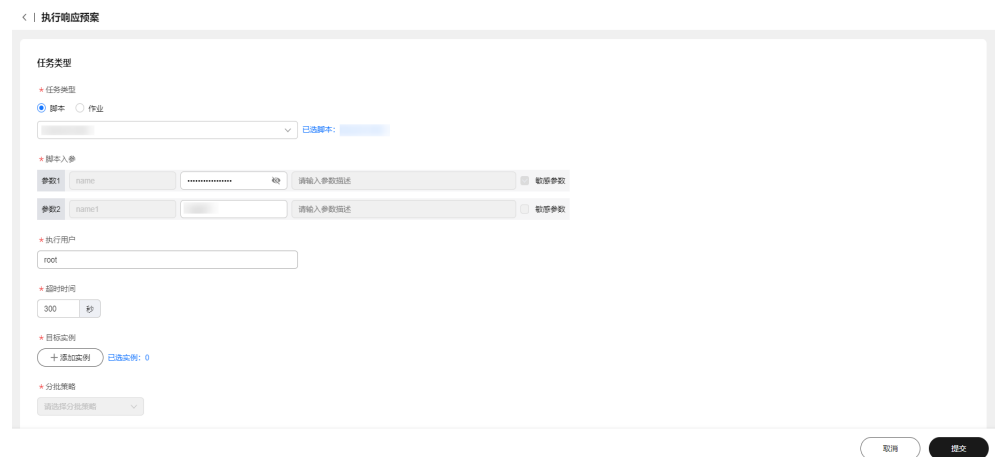 执行响应预案
任务类型
* 任务类型
脚本 作业
已选脚本：
* 脚本入参
参数1 name ••••••••••••••••• 请输入参数描述 敏感参数
参数2 name1 请输入参数描述 敏感参数
* 执行用户
root
* 超时时间
300 秒
* 目标实例
+ 添加实例 已选实例：0
* 分批策略
请选择分批策略
取消 提交